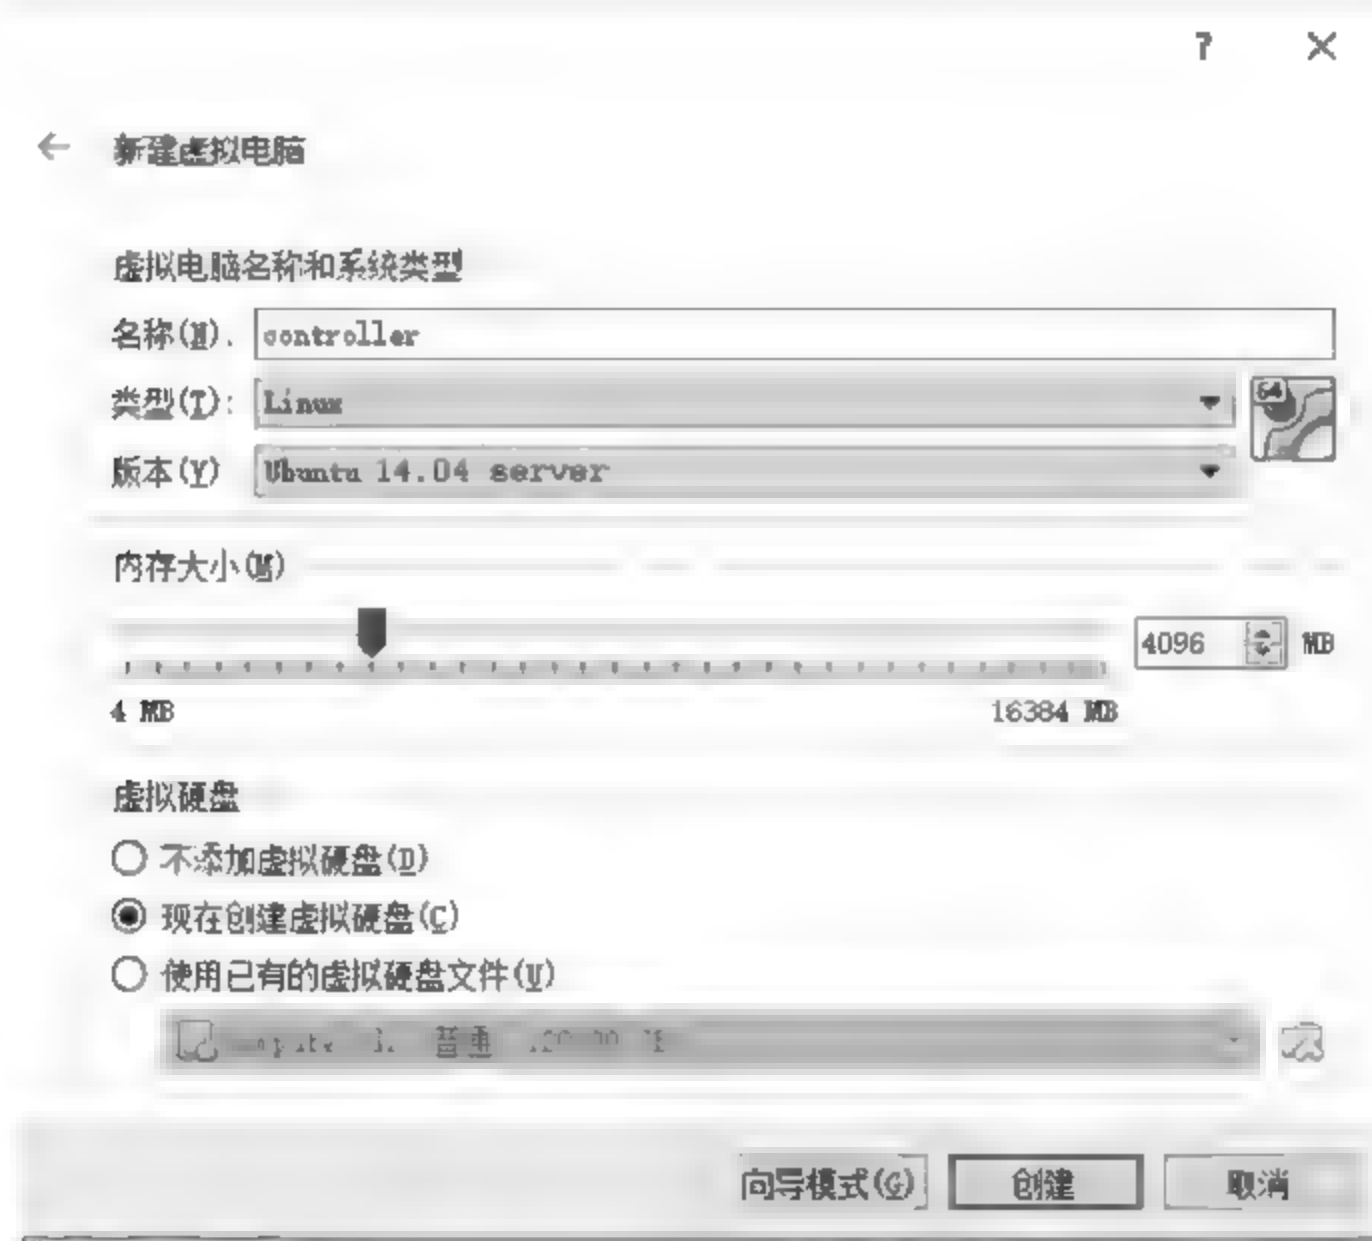 ?
新建虚拟电脑
虚拟电脑名称和系统类型
名称(N).
controller
类型(T):
Linux
64
版本(V)
Ubuntu 14.04 server
内存大小(M)
4096 MB
4 MB
16384 MB
虚拟硬盘
不添加虚拟硬盘(D)
现在创建虚拟硬盘(C)
使用已有的虚拟硬盘文件(U)
普通
向导模式(G)
创建
取消